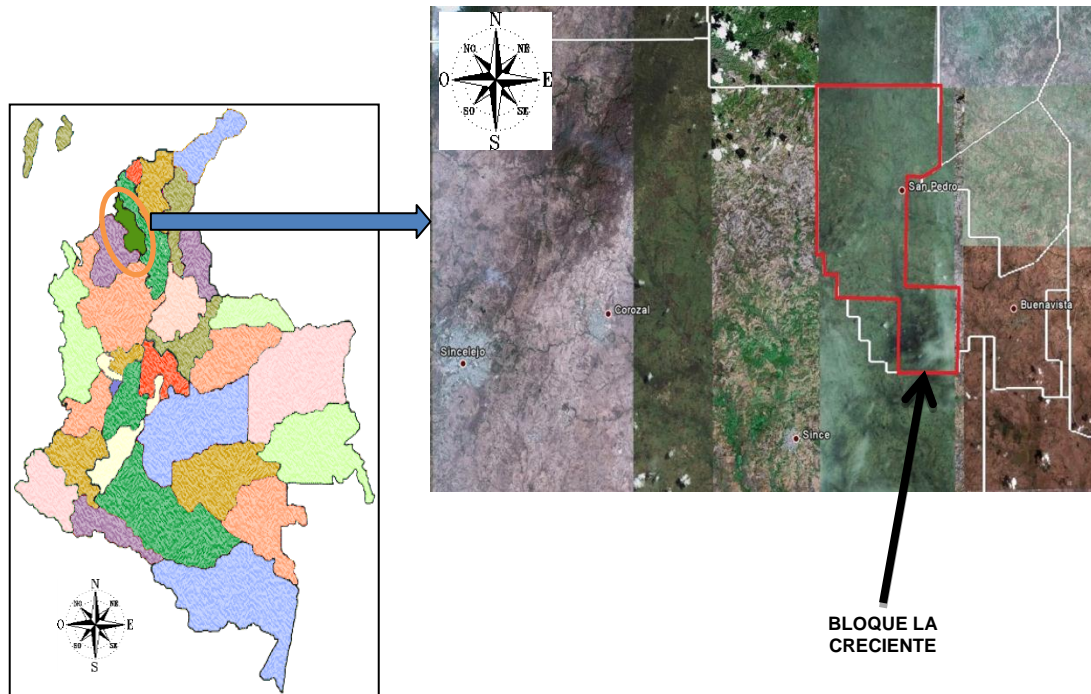 N
NO NE
O E
SO SE
S
San Pedro
Buenavista
Corozal
Sincelejo
Since
N
NO NE
O E
SO SE
S
BLOQUE LA
CRECIENTE